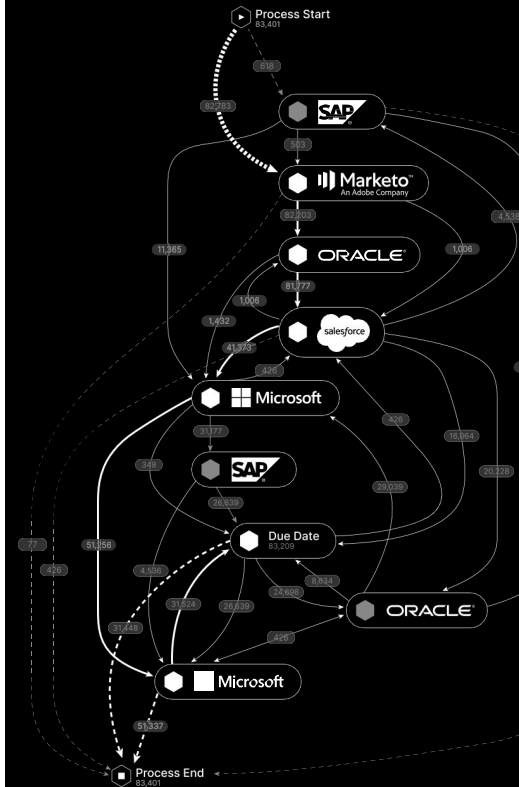 Process Start
83,401
618
82,783
SAP
®
503
Marketo™
An Adobe Company
4,538
82,203
11,365
1,006
ORACLE®
81,777
1,006
1,432
salesforce
41,373
426
Microsoft
426
16,064
31,177
348
SAP
®
20,228
29,039
26,639
Due Date
83,209
77
51,256
426
4,536
8,834
24,698
31,524
26,639
ORACLE®
31,448
426
Microsoft
51,337
Process End
83,401